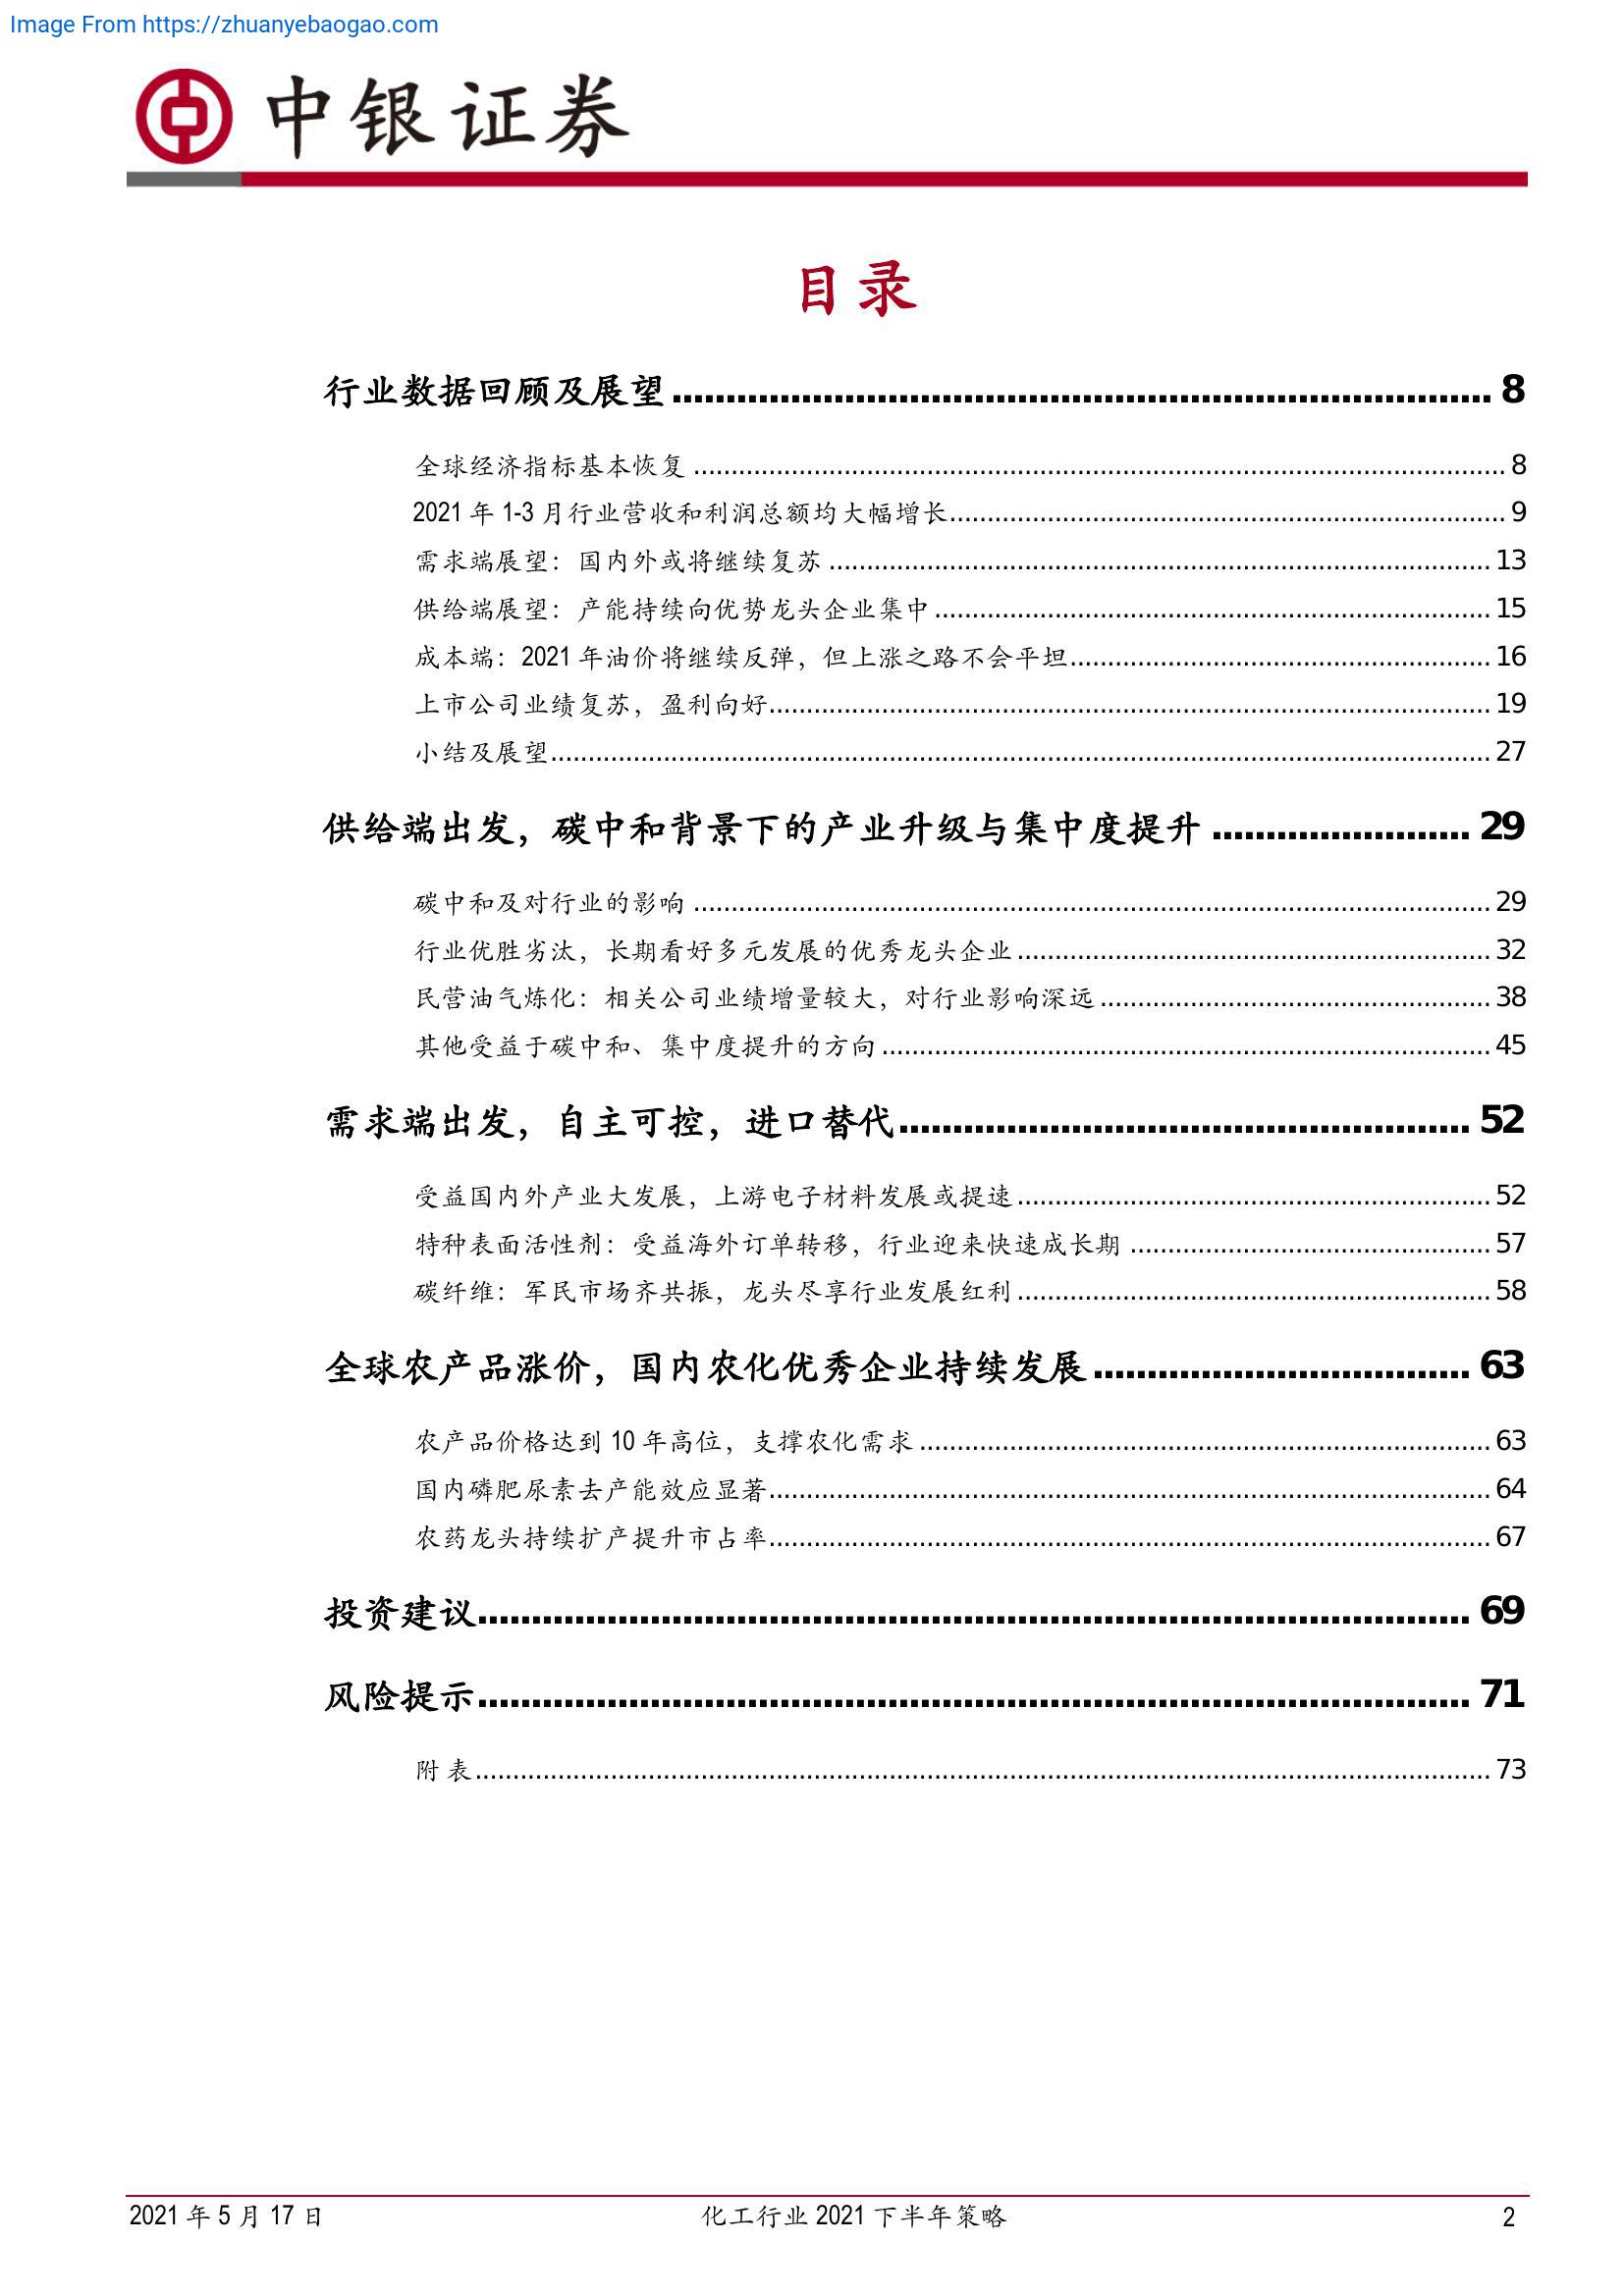 Image From https://zhuanyebaogao.com
中银证券
目录
行业数据回顾及展望 ........ 8
全球经济指标基本恢复 ........ 8
2021 年 1-3 月行业营收和利润总额均大幅增长 ........ 9
需求端展望：国内外或将继续复苏 ........ 13
供给端展望：产能持续向优势龙头企业集中 ........ 15
成本端：2021 年油价将继续反弹，但上涨之路不会平坦 ........ 16
上市公司业绩复苏，盈利向好 ........ 19
小结及展望 ........ 27
供给端出发，碳中和背景下的产业升级与集中度提升 ........ 29
碳中和及对行业的影响 ........ 29
行业优胜劣汰，长期看好多元发展的优秀龙头企业 ........ 32
民营油气炼化：相关公司业绩增量较大，对行业影响深远 ........ 38
其他受益于碳中和、集中度提升的方向 ........ 45
需求端出发，自主可控，进口替代 ........ 52
受益国内外产业大发展，上游电子材料发展或提速 ........ 52
特种表面活性剂：受益海外订单转移，行业迎来快速成长期 ........ 57
碳纤维：军民市场齐共振，龙头尽享行业发展红利 ........ 58
全球农产品涨价，国内农化优秀企业持续发展 ........ 63
农产品价格达到 10 年高位，支撑农化需求 ........ 63
国内磷肥尿素去产能效应显著 ........ 64
农药龙头持续扩产提升市占率 ........ 67
投资建议 ........ 69
风险提示 ........ 71
附表 ........ 73
2021 年 5 月 17 日 化工行业 2021 下半年策略 2